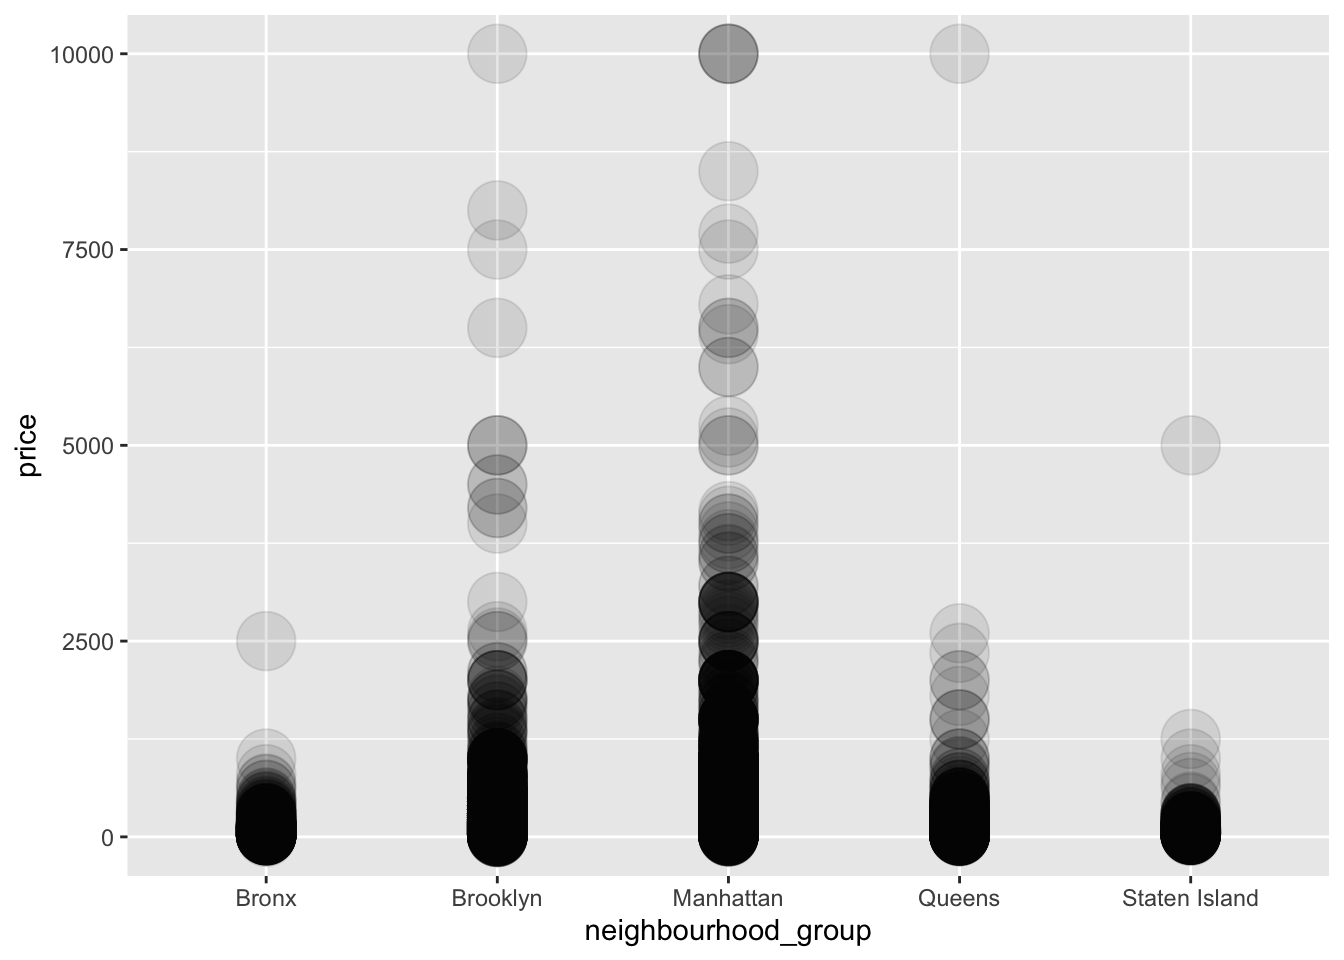 10000
7500
5000
2500
0
price
Bronx Brooklyn Manhattan Queens Staten Island
neighbourhood_group